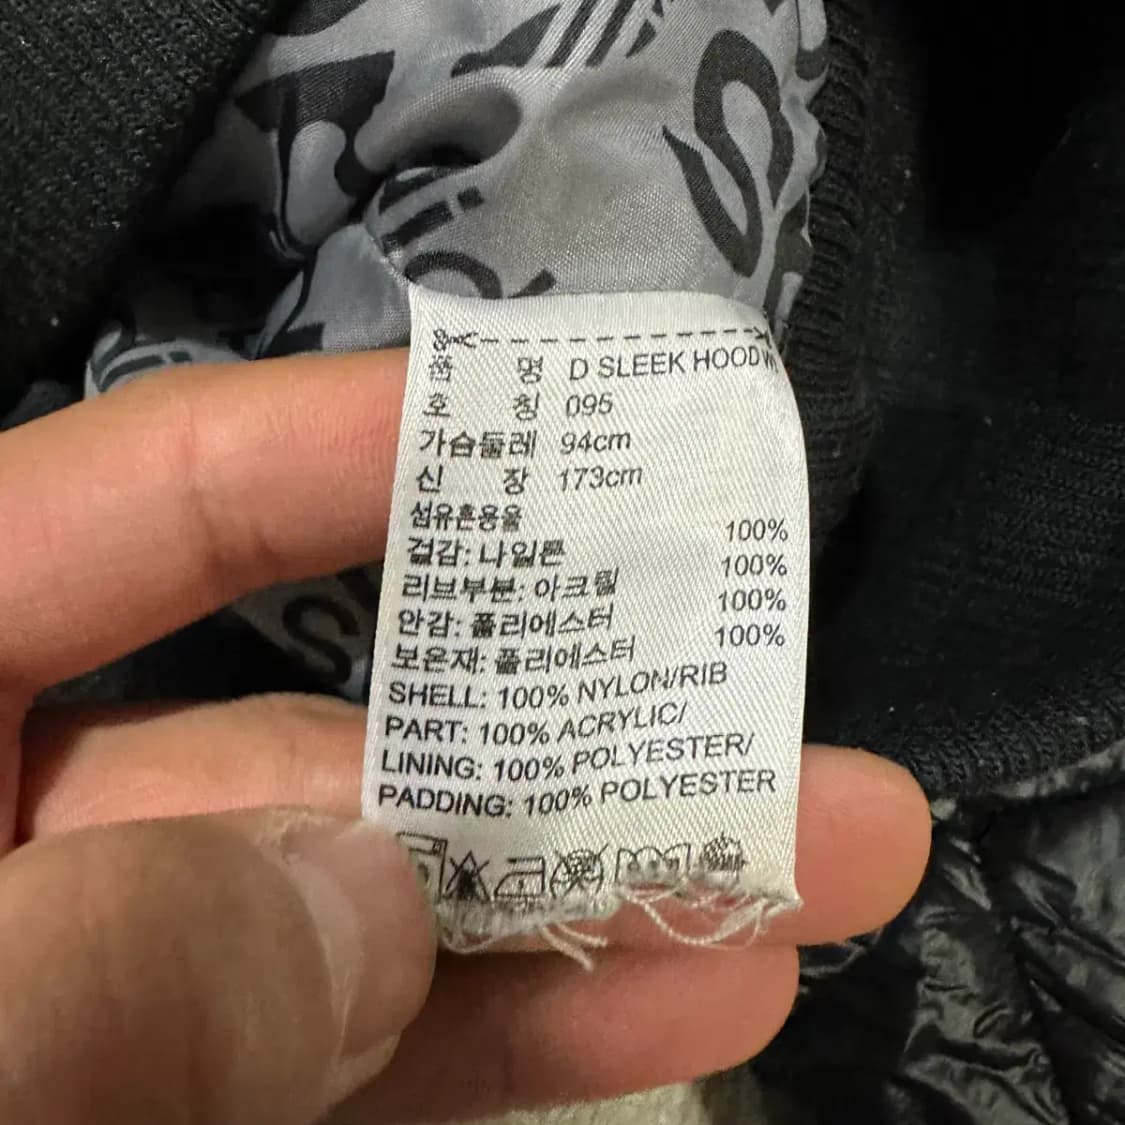 품 명 D SLEEK HOOD W
호 칭 095
가슴둘레 94cm
신 장 173cm
섬유혼용율
겉감: 나일론 100%
리브부분: 아크릴 100%
안감: 폴리에스터 100%
보온재: 폴리에스터 100%
SHELL: 100% NYLON/RIB
PART: 100% ACRYLIC/
LINING: 100% POLYESTER/
PADDING: 100% POLYESTER